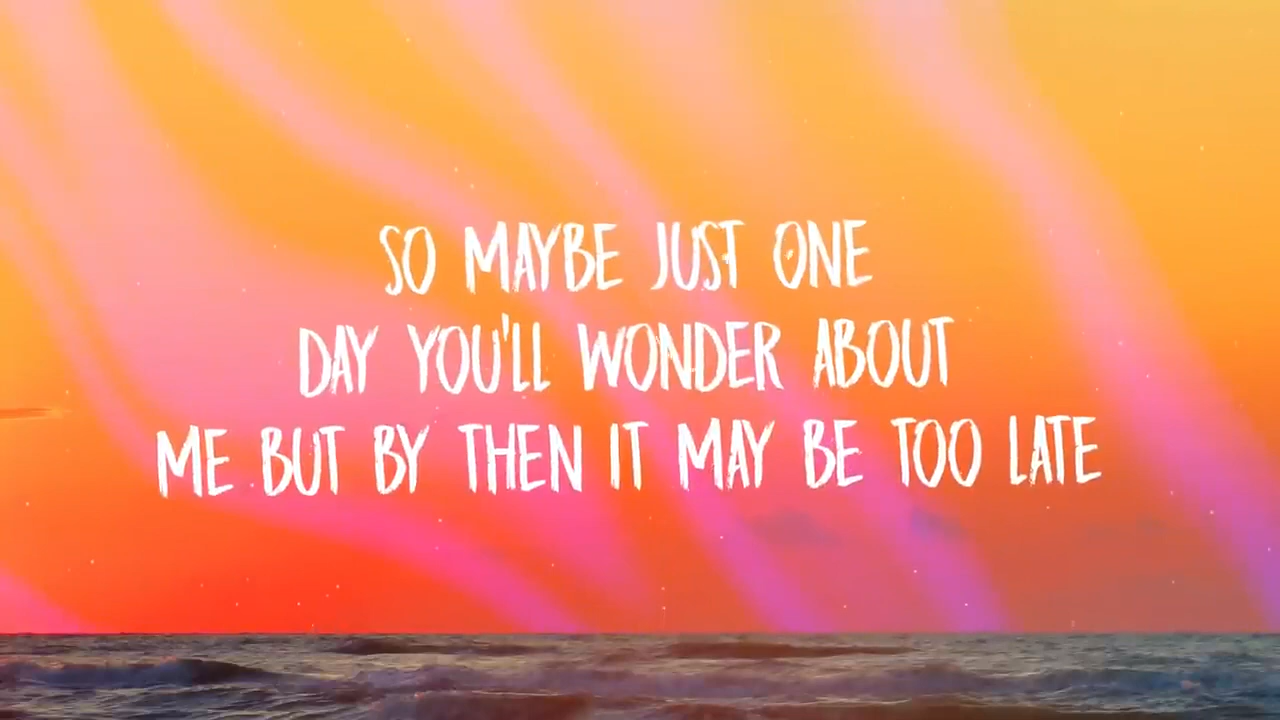 SO MAYBE JUST ONE
DAY YOU'LL WONDER ABOUT
ME BUT BY THEN IT MAY BE TOO LATE